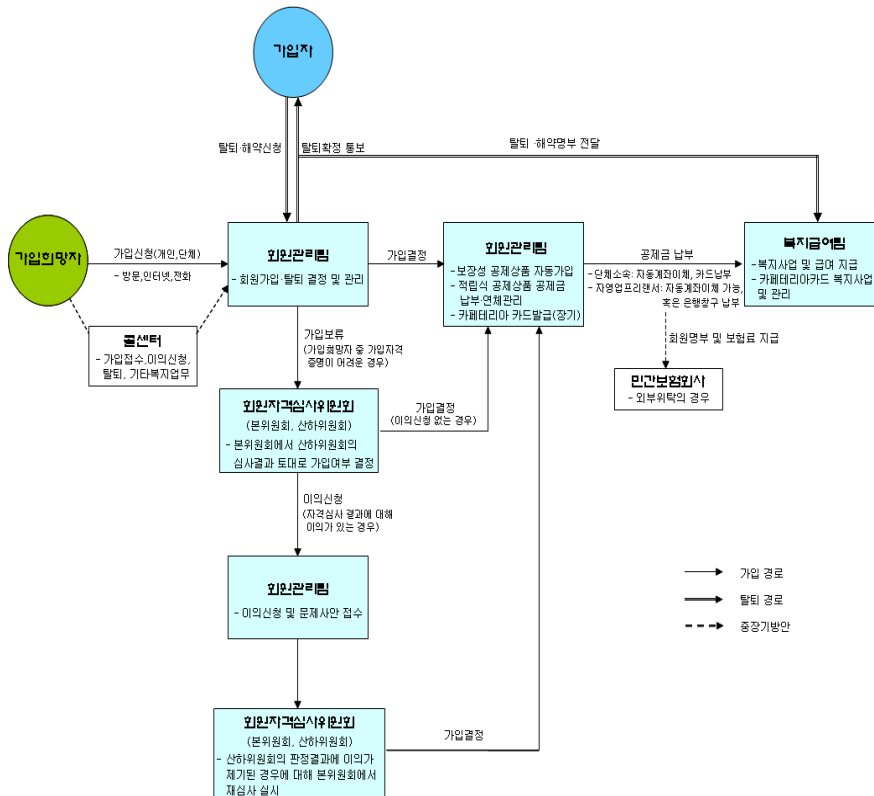 가입자
탈퇴·해약신청
탈퇴확정 통보
탈퇴·해약명부 전달
가입희망자
가입신청(개인,단체)
- 방문,인터넷,전화
회원관리팀
- 회원가입·탈퇴 결정 및 관리
가입결정
회원관리팀
- 보장성 공제상품 자동가입
- 적립식 공제상품 공제금
납부·연체관리
- 카페테리아 카드발급(장기)
공제금 납부
- 단체소속: 자동계좌이체, 카드납부
- 자영업프리랜서: 자동계좌이체 가능,
혹은 은행창구 납부
복지급여팀
- 복지사업 및 급여 지급
- 카페테리아카드 복지사업
및 관리
콜센터
- 가입접수,이의신청,
탈퇴, 기타복지업무
가입보류
(가입희망자 중 가입자격
증명이 어려운 경우)
회원명부 및 보험료 지급
민간보험회사
- 외부위탁의 경우
회원자격심사위원회
(본위원회, 산하위원회)
- 본위원회에서 산하위원회의
심사결과 토대로 가입여부 결정
가입결정
(이의신청 없는 경우)
이의신청
(자격심사 결과에 대해
이의가 있는 경우)
회원관리팀
- 이의신청 및 문제사안 접수
가입 경로
탈퇴 경로
중장기방안
회원자격심사위원회
(본위원회, 산하위원회)
- 산하위원회의 판정결과에 이의가
제기된 경우에 대해 본위원회에서
재심사 실시
가입결정